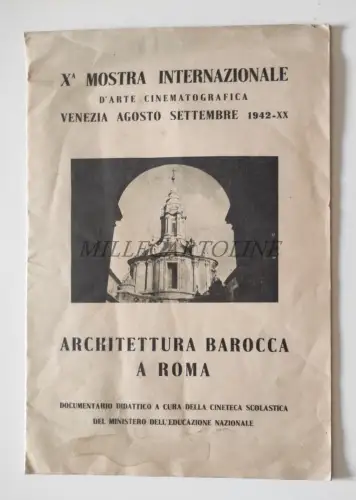 Xᴬ MOSTRA INTERNAZIONALE
D'ARTE CINEMATOGRAFICA
VENEZIA AGOSTO SETTEMBRE 1942-XX
MILLECARTOLINE
ARCHITETTURA BAROCCA
A ROMA
DOCUMENTARIO DIDATTICO A CURA DELLA CINETECA SCOLASTICA
DEL MINISTERO DELL'EDUCAZIONE NAZIONALE